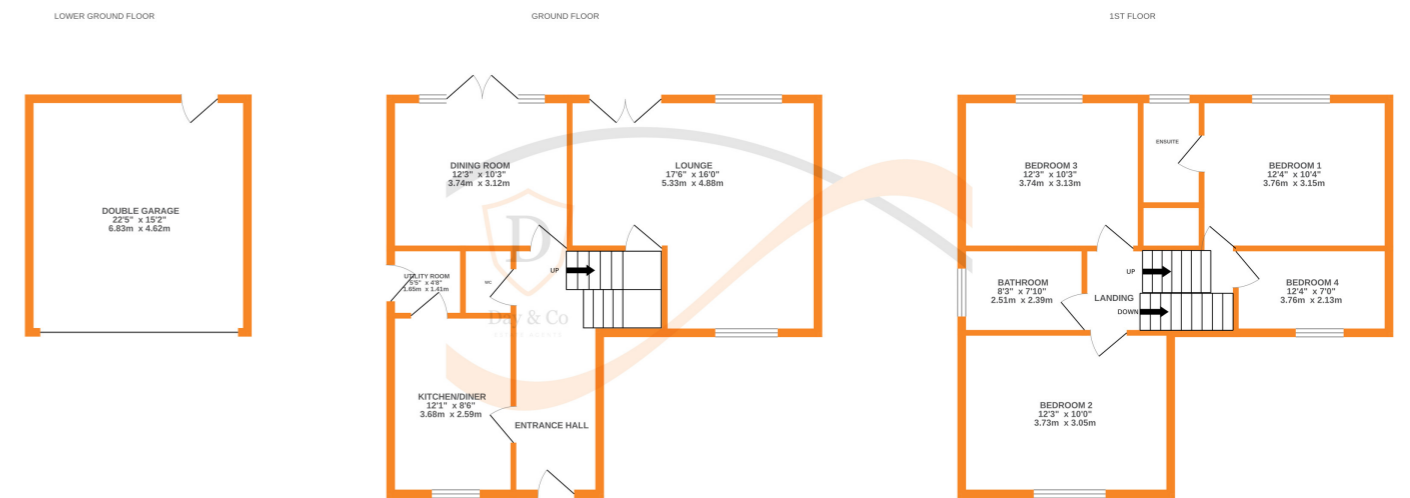 LOWER GROUND FLOOR
DOUBLE GARAGE
22'5" x 15'2"
6.83m x 4.62m
GROUND FLOOR
DINING ROOM
12'3" x 10'3"
3.74m x 3.12m
LOUNGE
17'6" x 16'0"
5.33m x 4.88m
UP
UTILITY ROOM
5'5" x 4'8"
1.65m x 1.41m
WC
D
Day & Co
KITCHEN/DINER
12'1" x 8'6"
3.68m x 2.59m
ENTRANCE HALL
1ST FLOOR
BEDROOM 3
12'3" x 10'3"
3.74m x 3.13m
ENSUITE
BEDROOM 1
12'4" x 10'4"
3.76m x 3.15m
BATHROOM
8'3" x 7'10"
2.51m x 2.39m
UP
LANDING
DOWN
BEDROOM 4
12'4" x 7'0"
3.76m x 2.13m
BEDROOM 2
12'3" x 10'0"
3.73m x 3.05m